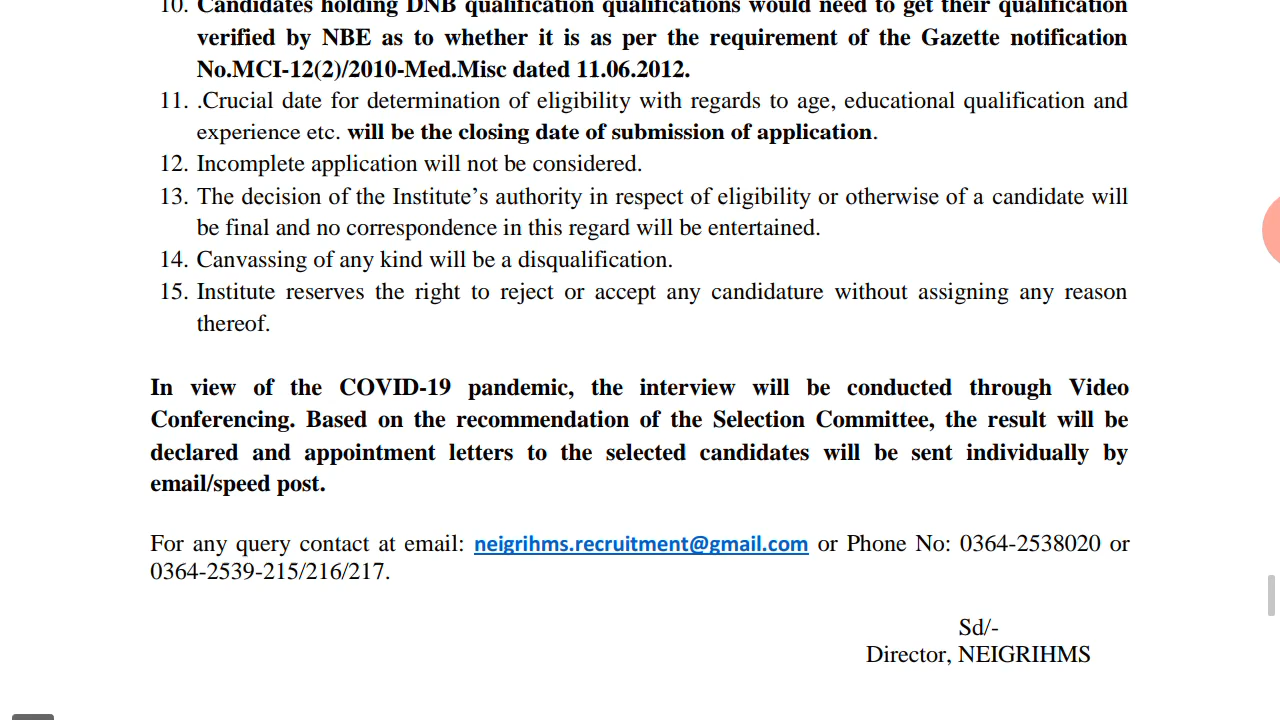 10. Candidates holding DNB qualification qualifications would need to get their qualification
verified by NBE as to whether it is as per the requirement of the Gazette notification
No.MCI-12(2)/2010-Med.Misc dated 11.06.2012.
11. .Crucial date for determination of eligibility with regards to age, educational qualification and
experience etc. will be the closing date of submission of application.
12. Incomplete application will not be considered.
13. The decision of the Institute’s authority in respect of eligibility or otherwise of a candidate will
be final and no correspondence in this regard will be entertained.
14. Canvassing of any kind will be a disqualification.
15. Institute reserves the right to reject or accept any candidature without assigning any reason
thereof.
In view of the COVID-19 pandemic, the interview will be conducted through Video
Conferencing. Based on the recommendation of the Selection Committee, the result will be
declared and appointment letters to the selected candidates will be sent individually by
email/speed post.
For any query contact at email: neigrihms.recruitment@gmail.com or Phone No: 0364-2538020 or
0364-2539-215/216/217.
Sd/-
Director, NEIGRIHMS